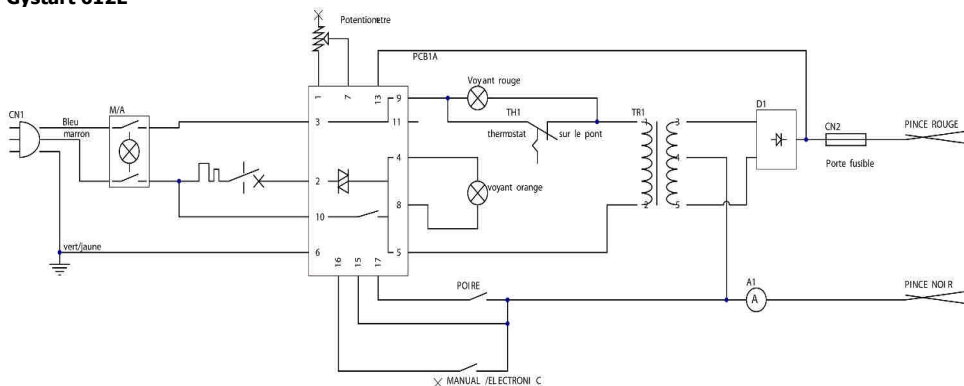 Gystart 612E
Potentiometre
PCB1A
1 7 13 9
Voyant rouge
CN1
M/A
Bleu
marron
3 11
TH1
thermostat sur le pont
TR1
1 3
D1
CN2
PINCE ROUGE
Porte fusible
4
4
2
voyant orange
8
2 5
10
vert/jaune
6 5
16 15 17
POIRE
A1
A
PINCE NOIR
MANUAL /ELECTRONI C